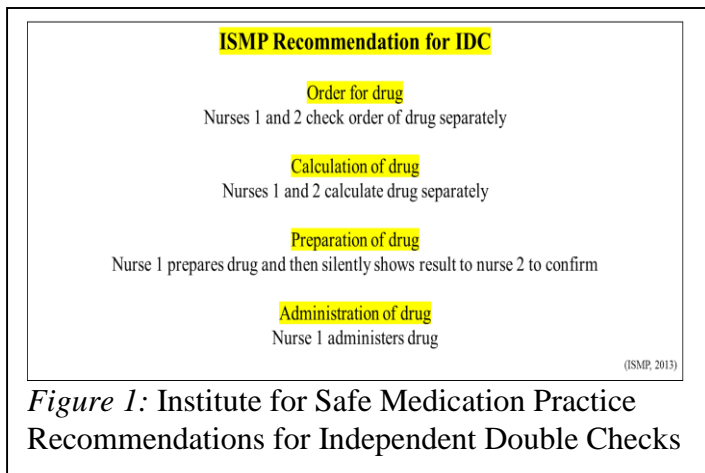 ISMP Recommendation for IDC
Order for drug
Nurses 1 and 2 check order of drug separately
Calculation of drug
Nurses 1 and 2 calculate drug separately
Preparation of drug
Nurse 1 prepares drug and then silently shows result to nurse 2 to confirm
Administration of drug
Nurse 1 administers drug
(ISMP, 2013)
Figure 1: Institute for Safe Medication Practice
Recommendations for Independent Double Checks